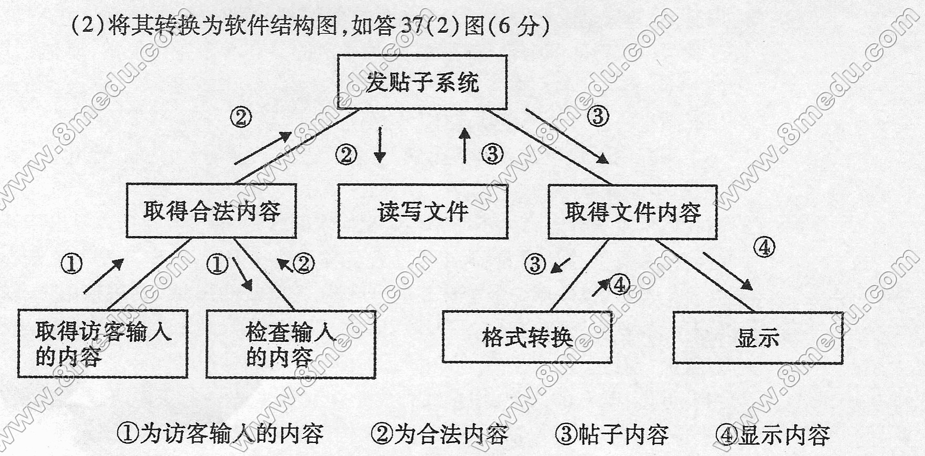 (2)将其转换为软件结构图,如答37(2)图(6分)
发贴子系统
② ③
② ③
取得合法内容 读写文件 取得文件内容
① ① ② ③ ④ ④
取得访客输入的内容
检查输入的内容
格式转换
显示
①为访客输入的内容 ②为合法内容 ③帖子内容 ④显示内容
www.8medu.com